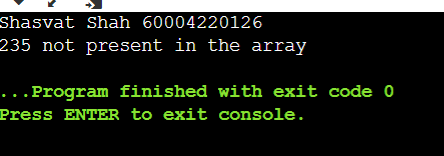 Shasvat Shah 60004220126
235 not present in the array
...Program finished with exit code 0
Press ENTER to exit console.